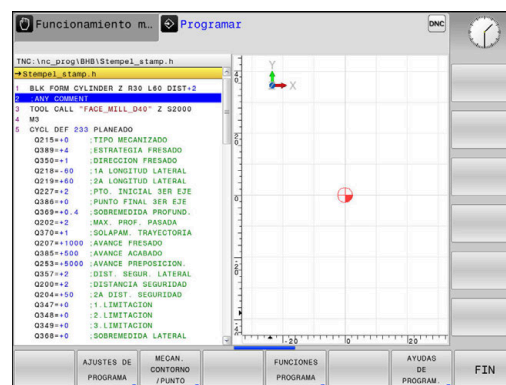 Funcionamiento m... Programar
DNC
TNC:\nc_prog\BHB\Stempel_stamp.h
→Stempel_stamp.h
1 BLK FORM CYLINDER Z R30 L60 DIST+2
2 ;ANY COMMENT
3 TOOL CALL "FACE_MILL_D40" Z S2000
4 M3
5 CYCL DEF 233 PLANEADO
Q215=+0 ;TIPO MECANIZADO
Q389=+4 ;ESTRATEGIA FRESADO
Q350=+1 ;DIRECCION FRESADO
Q218=-60 ;1A LONGITUD LATERAL
Q219=+60 ;2A LONGITUD LATERAL
Q227=+2 ;PTO. INICIAL 3ER EJE
Q386=+0 ;PUNTO FINAL 3ER EJE
Q369=+0.4 ;SOBREMEDIDA PROFUND.
Q202=+2 ;MAX. PROF. PASADA
Q370=+1 ;SOLAPAM. TRAYECTORIA
Q207=+1000 ;AVANCE FRESADO
Q385=+500 ;AVANCE ACABADO
Q253=+5000 ;AVANCE PREPOSICION.
Q357=+2 ;DIST. SEGUR. LATERAL
Q200=+2 ;DISTANCIA SEGURIDAD
Q204=+50 ;2A DIST. SEGURIDAD
Q347=+0 ;1.LIMITACION
Q348=+0 ;2.LIMITACION
Q349=+0 ;3.LIMITACION
Q368=+0 ;SOBREMEDIDA LATERAL
Y
X
-20 0 20
AJUSTES DE PROGRAMA
MECAN. CONTORNO /PUNTO
FUNCIONES PROGRAMA
AYUDAS DE PROGRAM.
FIN